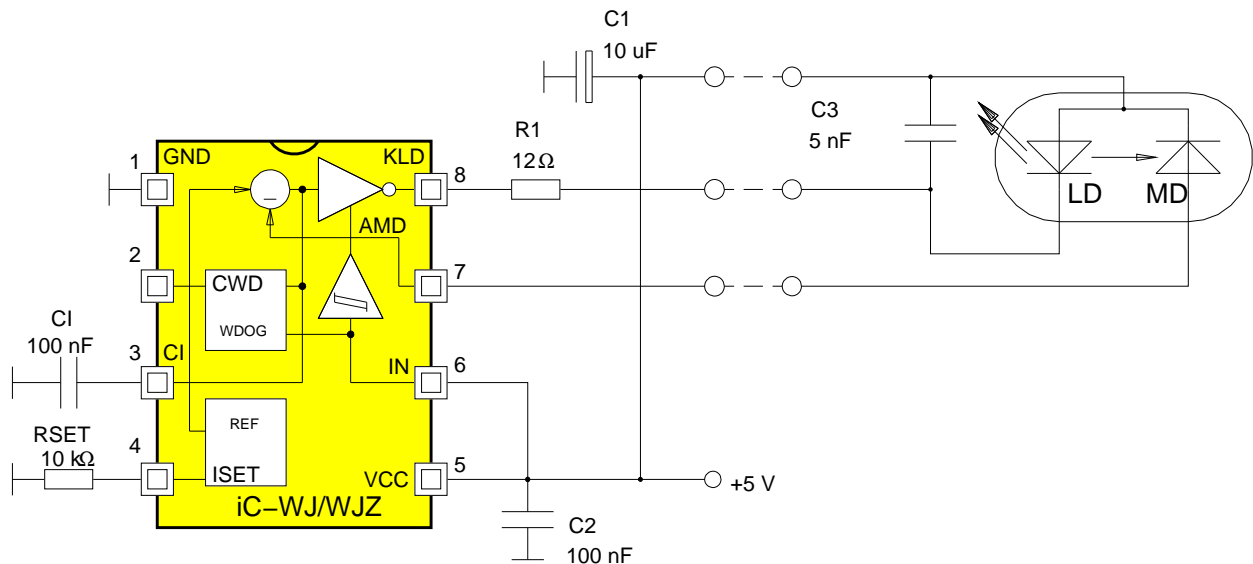 C1
10 uF
C3
5 nF
R1
12Ω
1
GND
KLD
8
_
LD
MD
AMD
2
7
CWD
WDOG
CI
100 nF
3
CI
IN
6
REF
RSET
10 kΩ
4
ISET
VCC
5
+5 V
iC−WJ/WJZ
C2
100 nF